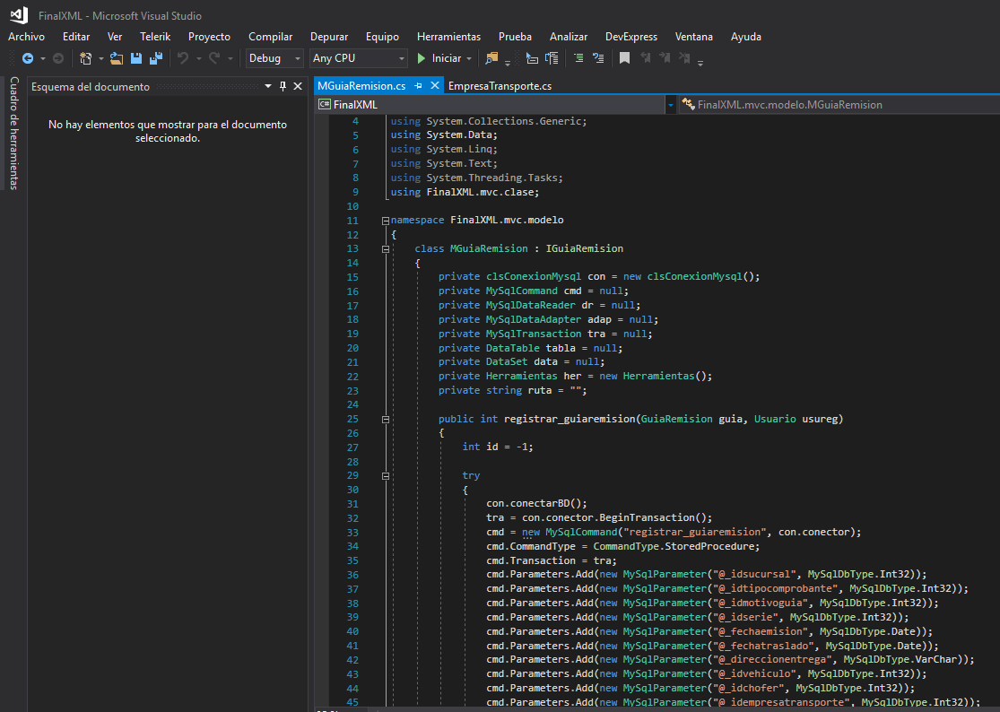 FinalXML - Microsoft Visual Studio
Archivo Editar Ver Telerik Proyecto Compilar Depurar Equipo Herramientas Prueba Analizar DevExpress Ventana Ayuda
Debug Any CPU Iniciar
Cuadro de herramientas
Esquema del documento
No hay elementos que mostrar para el documento
seleccionado.
MGuiaRemision.cs EmpresaTransporte.cs
C# FinalXML FinalXML.mvc.modelo.MGuiaRemision
4 using System.Collections.Generic;
5 using System.Data;
6 using System.Linq;
7 using System.Text;
8 using System.Threading.Tasks;
9 using FinalXML.mvc.clase;
10
11 namespace FinalXML.mvc.modelo
12 {
13 class MGuiaRemision : IGuiaRemision
14 {
15 private clsConexionMysql con = new clsConexionMysql();
16 private MySqlCommand cmd = null;
17 private MySqlDataReader dr = null;
18 private MySqlDataAdapter adap = null;
19 private MySqlTransaction tra = null;
20 private DataTable tabla = null;
21 private DataSet data = null;
22 private Herramientas her = new Herramientas();
23 private string ruta = "";
24
25 public int registrar_guiaremision(GuiaRemision guia, Usuario usureg)
26 {
27 int id = -1;
28
29 try
30 {
31 con.conectarBD();
32 tra = con.conector.BeginTransaction();
33 cmd = new MySqlCommand("registrar_guiaremision", con.conector);
34 cmd.CommandType = CommandType.StoredProcedure;
35 cmd.Transaction = tra;
36 cmd.Parameters.Add(new MySqlParameter("@_idsucursal", MySqlDbType.Int32));
37 cmd.Parameters.Add(new MySqlParameter("@_idtipocomprobante", MySqlDbType.Int32));
38 cmd.Parameters.Add(new MySqlParameter("@_idmotivoguia", MySqlDbType.Int32));
39 cmd.Parameters.Add(new MySqlParameter("@_idserie", MySqlDbType.Int32));
40 cmd.Parameters.Add(new MySqlParameter("@_fechaemision", MySqlDbType.Date));
41 cmd.Parameters.Add(new MySqlParameter("@_fechatraslado", MySqlDbType.Date));
42 cmd.Parameters.Add(new MySqlParameter("@_direccionentrega", MySqlDbType.VarChar));
43 cmd.Parameters.Add(new MySqlParameter("@_idvehiculo", MySqlDbType.Int32));
44 cmd.Parameters.Add(new MySqlParameter("@_idchofer", MySqlDbType.Int32));
45 cmd.Parameters.Add(new MySqlParameter("@_idempresatransporte", MySqlDbType.Int32));